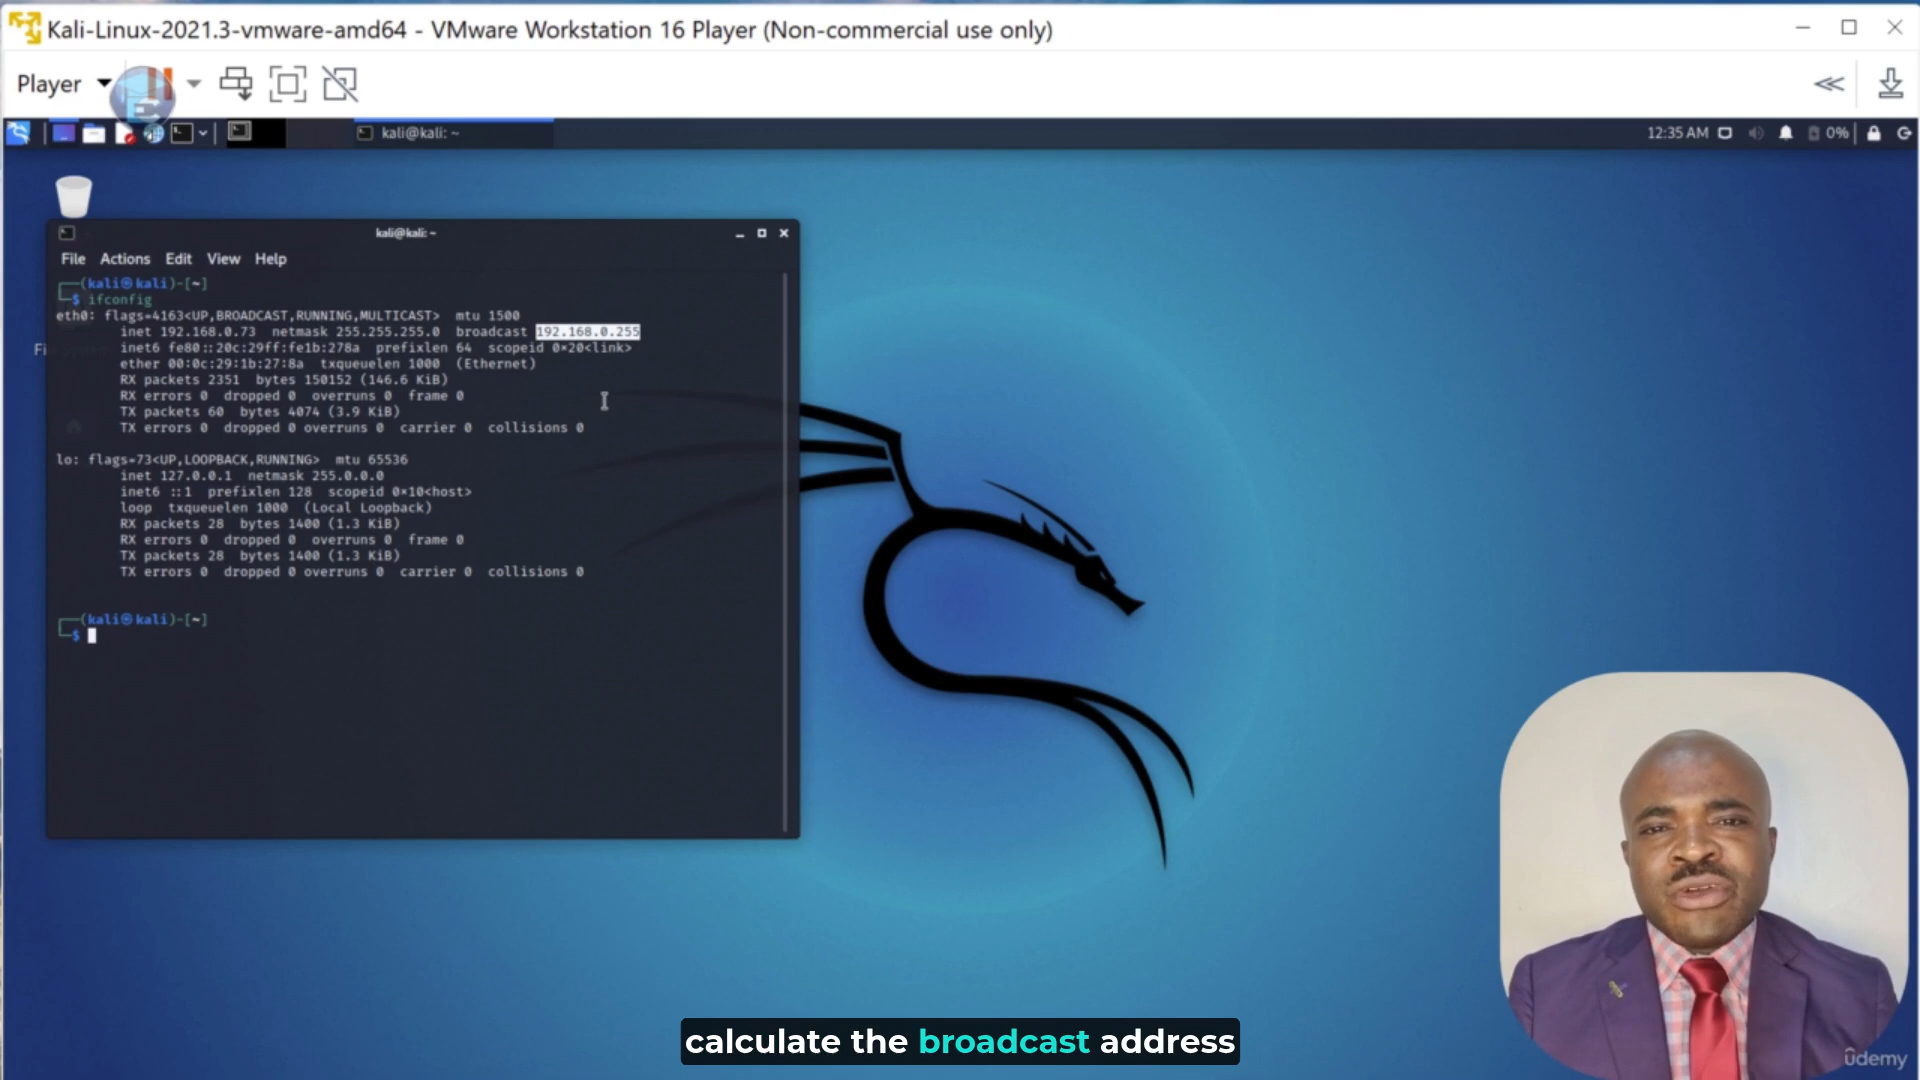 Kali-Linux-2021.3-vmware-amd64 - VMware Workstation 16 Player (Non-commercial use only)
Player
kali@kali: ~
12:35 AM
0%
kali@kali: ~
File Actions Edit View Help
(kali㉿kali)-[~]
$ ifconfig
eth0: flags=4163<UP,BROADCAST,RUNNING,MULTICAST> mtu 1500
inet 192.168.0.73 netmask 255.255.255.0 broadcast 192.168.0.255
inet6 fe80::20c:29ff:fe1b:278a prefixlen 64 scopeid 0×20<link>
ether 00:0c:29:1b:27:8a txqueuelen 1000 (Ethernet)
RX packets 2351 bytes 150152 (146.6 KiB)
RX errors 0 dropped 0 overruns 0 frame 0
TX packets 60 bytes 4074 (3.9 KiB)
TX errors 0 dropped 0 overruns 0 carrier 0 collisions 0
lo: flags=73<UP,LOOPBACK,RUNNING> mtu 65536
inet 127.0.0.1 netmask 255.0.0.0
inet6 ::1 prefixlen 128 scopeid 0×10<host>
loop txqueuelen 1000 (Local Loopback)
RX packets 28 bytes 1400 (1.3 KiB)
RX errors 0 dropped 0 overruns 0 frame 0
TX packets 28 bytes 1400 (1.3 KiB)
TX errors 0 dropped 0 overruns 0 carrier 0 collisions 0
(kali㉿kali)-[~]
$
calculate the broadcast address
ûdemy